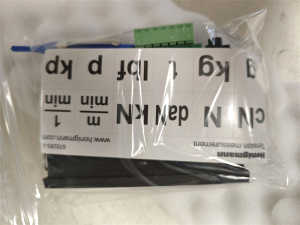 Honigmann
Tension measurement
cN N daN kN m/min 1/min
g kg t lbf p kp
www.honigmann.com